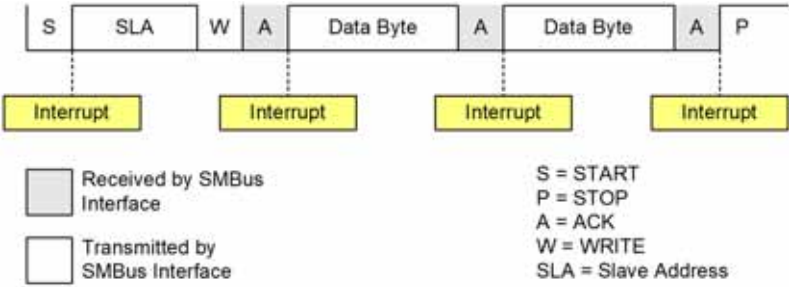 S SLA W A Data Byte A Data Byte A P
Interrupt Interrupt Interrupt Interrupt
Received by SMBus
Interface
Transmitted by
SMBus Interface
S = START
P = STOP
A = ACK
W = WRITE
SLA = Slave Address